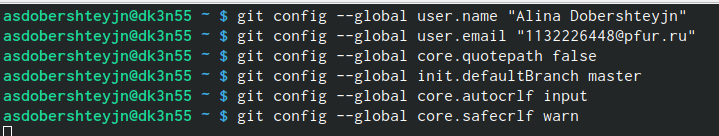 asdobershteyjn@dk3n55 ~ $ git config --global user.name "Alina Dobershteyjn"
asdobershteyjn@dk3n55 ~ $ git config --global user.email "1132226448@pfur.ru"
asdobershteyjn@dk3n55 ~ $ git config --global core.quotepath false
asdobershteyjn@dk3n55 ~ $ git config --global init.defaultBranch master
asdobershteyjn@dk3n55 ~ $ git config --global core.autocrlf input
asdobershteyjn@dk3n55 ~ $ git config --global core.safecrlf warn